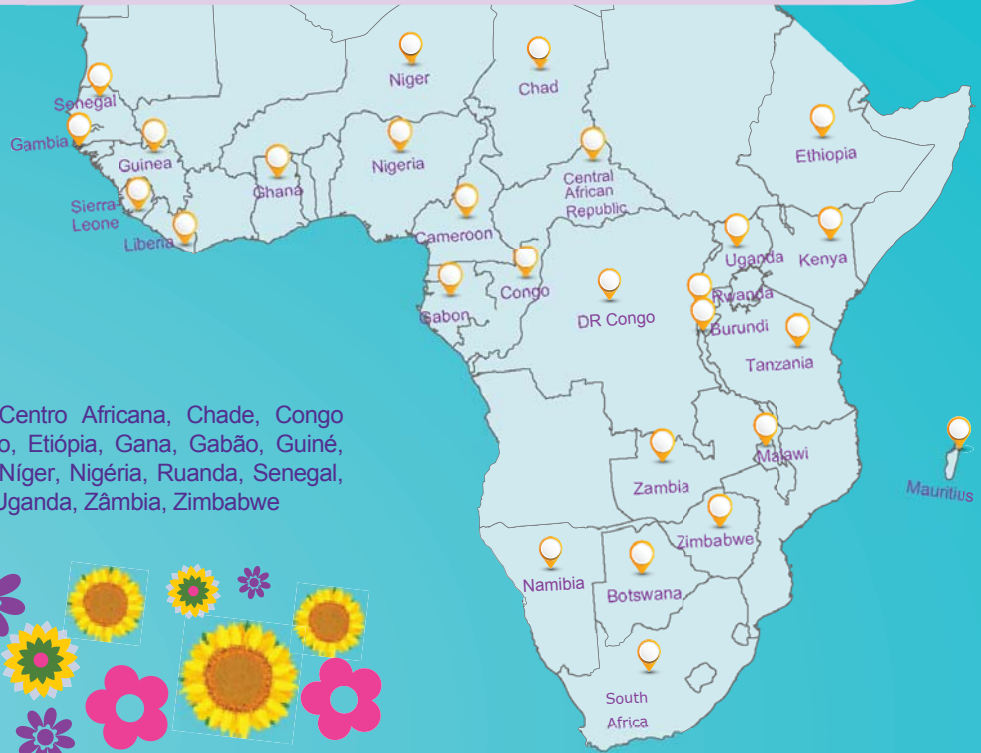 Niger
Chad
Senegal
Gambia
Guinea
Nigeria
Ethiopia
Ghana
Central
African
Republic
Sierra-
Leone
Liberia
Cameroon
Uganda
Kenya
Congo
Rwanda
Gabon
DR Congo
Burundi
Tanzania
Centro Africana, Chade, Congo
o, Etiópia, Gana, Gabão, Guiné,
Níger, Nigéria, Ruanda, Senegal,
Uganda, Zâmbia, Zimbabwe
Malawi
Zambia
Mauritius
Zimbabwe
Namibia
Botswana
South
Africa